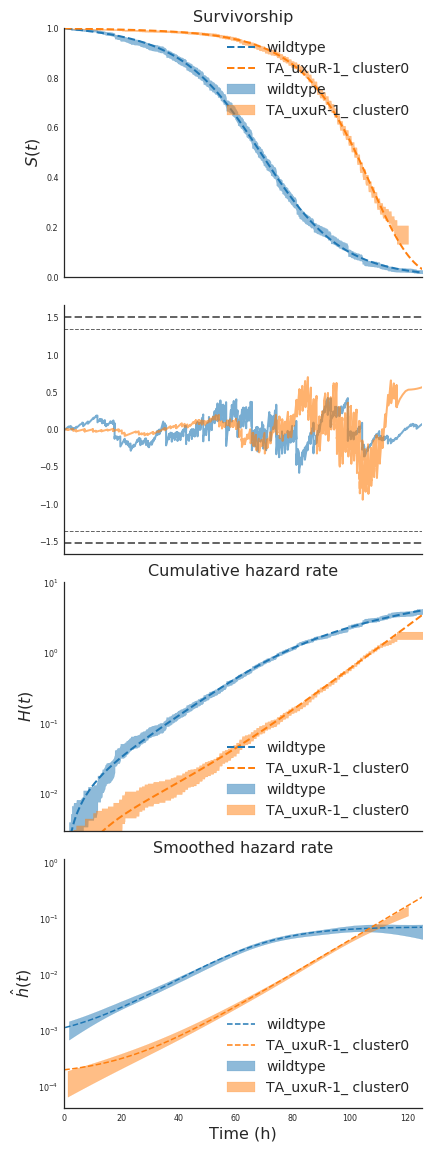 Survivorship
1.0
0.8
0.6
0.4
0.2
0.0
S(t)
wildtype
TA_uxuR-1_ cluster0
wildtype
TA_uxuR-1_ cluster0
1.5
1.0
0.5
0.0
−0.5
−1.0
−1.5
Cumulative hazard rate
10¹
10⁰
10⁻¹
10⁻²
H(t)
wildtype
TA_uxuR-1_ cluster0
wildtype
TA_uxuR-1_ cluster0
Smoothed hazard rate
10⁰
10⁻¹
10⁻²
10⁻³
10⁻⁴
ĥ(t)
wildtype
TA_uxuR-1_ cluster0
wildtype
TA_uxuR-1_ cluster0
0 20 40 60 80 100 120
Time (h)